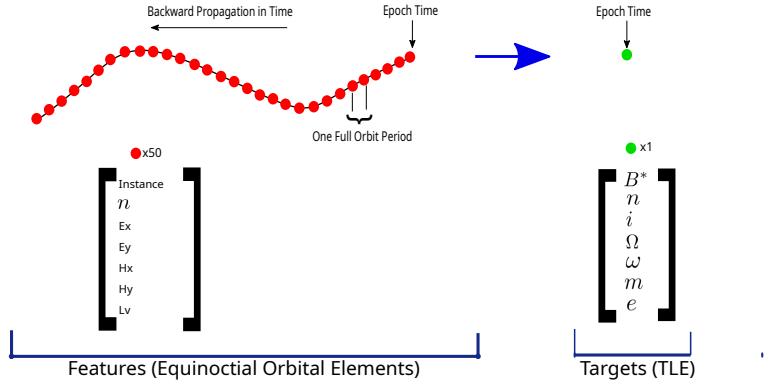 Backward Propagation in Time
Epoch Time
Epoch Time
One Full Orbit Period
x50
x1
Instance
n
Ex
Ey
Hx
Hy
Lv
B*
n
i
Ω
ω
m
e
Features (Equinoctial Orbital Elements)
Targets (TLE)